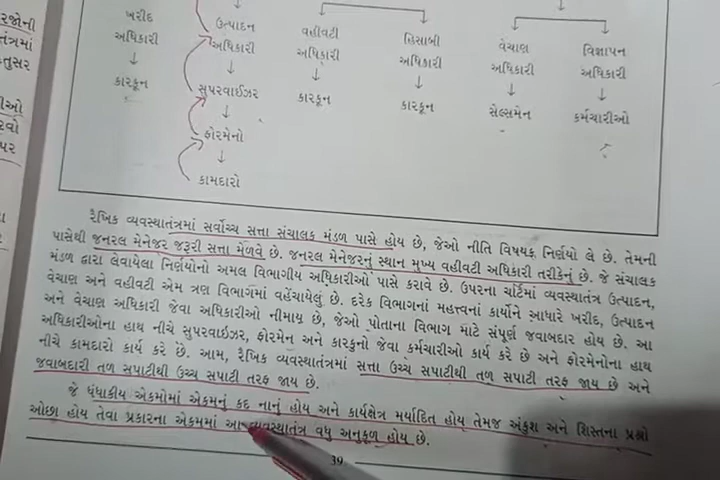 રજોની
તંત્રમાં
નુસર
ીઓ
રવો
પર
ખરીદ
અધિકારી
કારકૂન
ઉત્પાદન
અધિકારી
સુપરવાઈઝર
ફોરમેનો
કામદારો
વહીવટી
અધિકારી
કારકૂન
હિસાબી
અધિકારી
કારકૂન
વેચાણ
અધિકારી
સેલ્સમેન
વિજ્ઞાપન
અધિકારી
કર્મચારીઓ
રૈખિક વ્યવસ્થાતંત્રમાં સર્વોચ્ચ સત્તા સંચાલક મંડળ પાસે હોય છે, જેઓ નીતિ વિષયક નિર્ણયો લે છે. તેમની
પાસેથી જનરલ મેનેજર જરૂરી સત્તા મેળવે છે. જનરલ મેનેજરનું સ્થાન મુખ્ય વહીવટી અધિકારી તરીકેનું છે. જે સંચાલક
મંડળ દ્વારા લેવાયેલા નિર્ણયોનો અમલ વિભાગીય અધિકારીઓ પાસે કરાવે છે. ઉપરના ચાર્ટમાં વ્યવસ્થાતંત્ર ઉત્પાદન,
વેચાણ અને વહીવટી એમ ત્રણ વિભાગમાં વહેંચાયેલું છે. દરેક વિભાગનાં મહત્ત્વનાં કાર્યોને આધારે ખરીદ, ઉત્પાદન
અને વેચાણ અધિકારી જેવા અધિકારીઓ નીમાય છે, જેઓ પોતાના વિભાગ માટે સંપૂર્ણ જવાબદાર હોય છે. આ
અધિકારીઓના હાથ નીચે સુપરવાઈઝર, ફોરમેન અને કારકુનો જેવા કર્મચારીઓ કાર્ય કરે છે અને ફોરમેનોના હાથ
નીચે કામદારો કાર્ય કરે છે. આમ, રૈખિક વ્યવસ્થાતંત્રમાં સત્તા ઉચ્ચ સપાટીથી તળ સપાટી તરફ જાય છે અને
જવાબદારી તળ સપાટીથી ઉચ્ચ સપાટી તરફ જાય છે.
જે ધંધાકીય એકમોમાં એકમનું કદ નાનું હોય અને કાર્યક્ષેત્ર મર્યાદિત હોય તેમજ અંકુશ અને શિસ્તના પ્રશ્નો
ઓછા હોય તેવા પ્રકારના એકમમાં આ વ્યવસ્થાતંત્ર વધુ અનુકૂળ હોય છે.
39